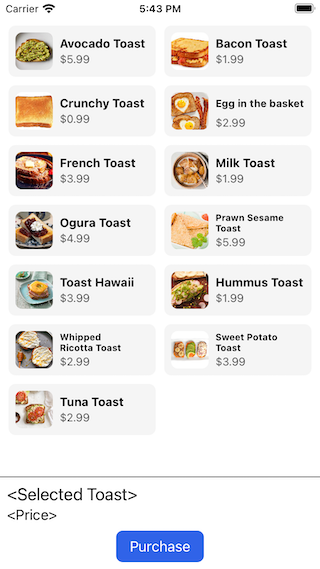 Carrier 5:43 PM
Avocado Toast
$5.99
Bacon Toast
$1.99
Crunchy Toast
$0.99
Egg in the basket
$2.99
French Toast
$3.99
Milk Toast
$1.99
Ogura Toast
$4.99
Prawn Sesame
Toast
$5.99
Toast Hawaii
$3.99
Hummus Toast
$1.99
Whipped
Ricotta Toast
$2.99
Sweet Potato
Toast
$3.99
Tuna Toast
$2.99
<Selected Toast>
<Price>
Purchase